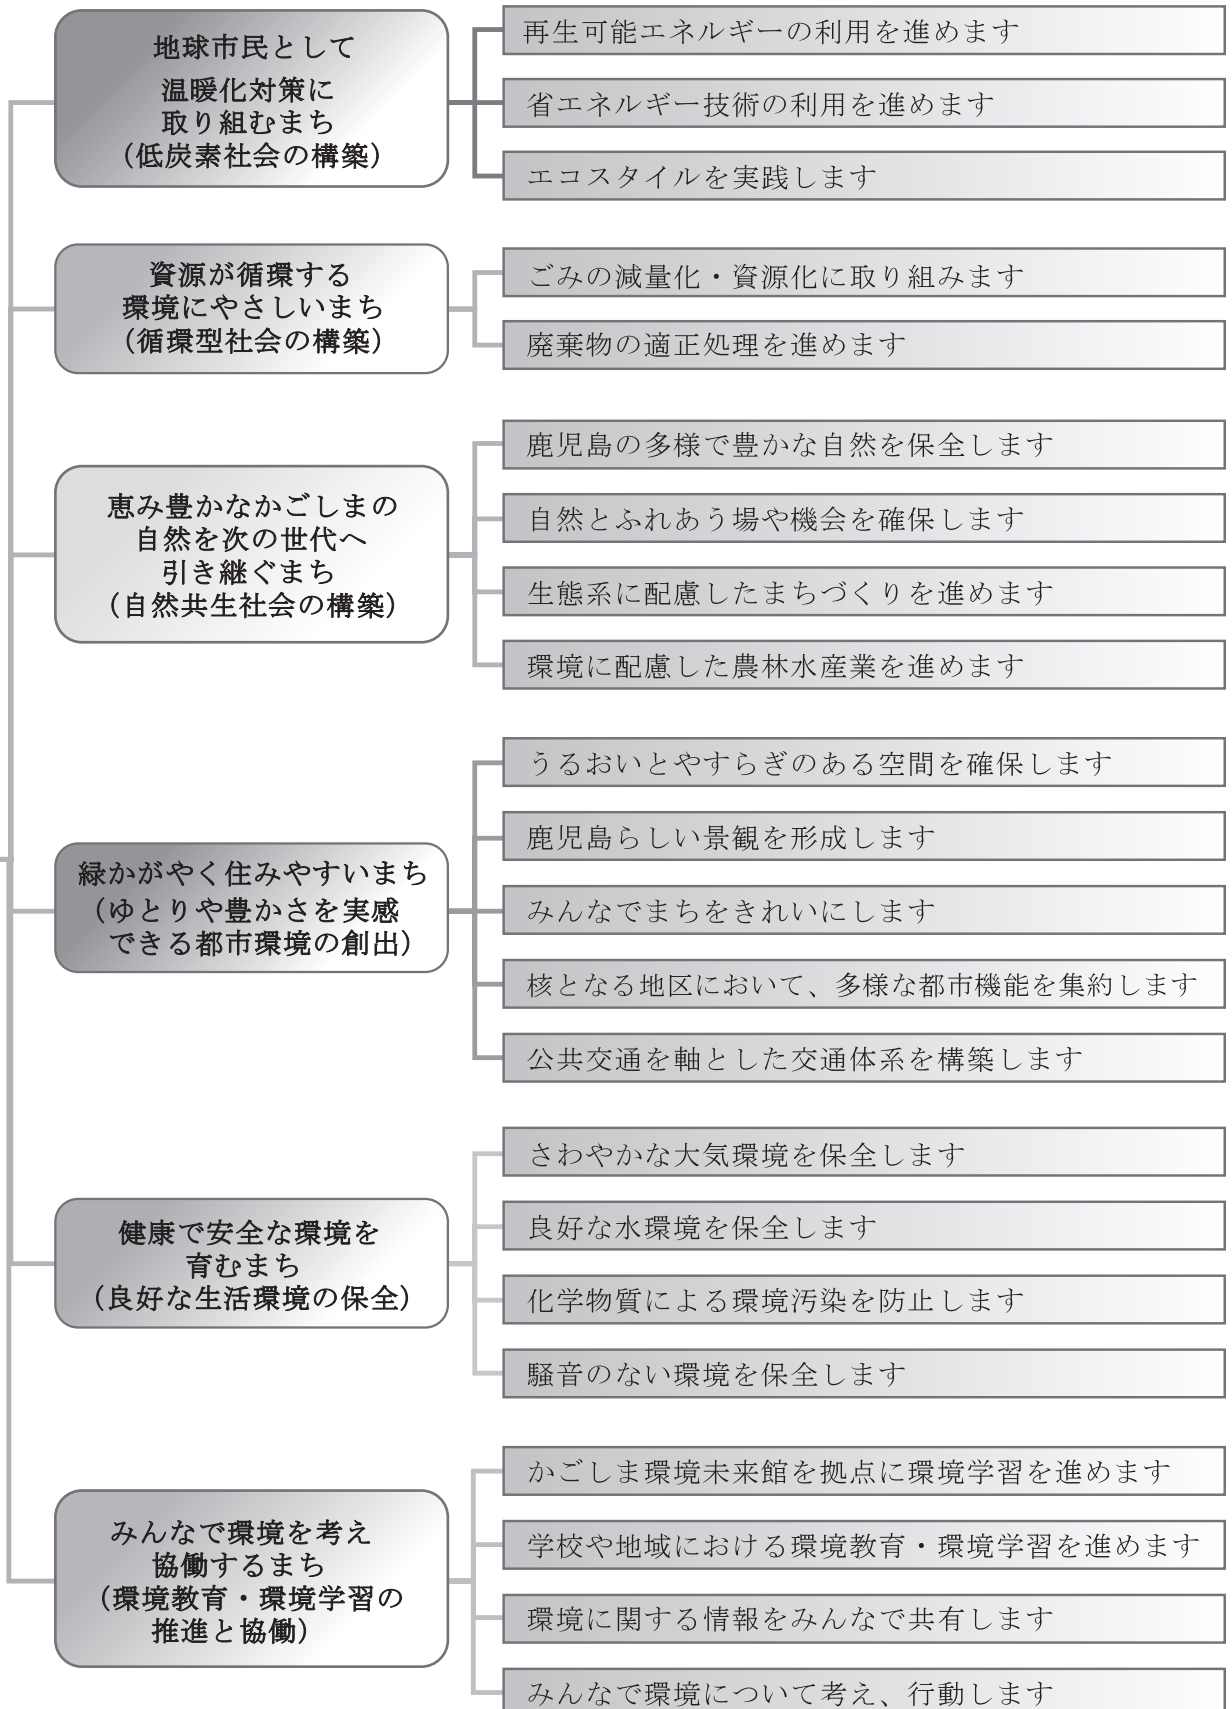 地球市民として
温暖化対策に
取り組むまち
（低炭素社会の構築）
再生可能エネルギーの利用を進めます
省エネルギー技術の利用を進めます
エコスタイルを実践します
資源が循環する
環境にやさしいまち
（循環型社会の構築）
ごみの減量化・資源化に取り組みます
廃棄物の適正処理を進めます
恵み豊かなかごしまの
自然を次の世代へ
引き継ぐまち
（自然共生社会の構築）
鹿児島の多様で豊かな自然を保全します
自然とふれあう場や機会を確保します
生態系に配慮したまちづくりを進めます
環境に配慮した農林水産業を進めます
緑かがやく住みやすいまち
（ゆとりや豊かさを実感
できる都市環境の創出）
うるおいとやすらぎのある空間を確保します
鹿児島らしい景観を形成します
みんなでまちをきれいにします
核となる地区において、多様な都市機能を集約します
公共交通を軸とした交通体系を構築します
健康で安全な環境を
育むまち
（良好な生活環境の保全）
さわやかな大気環境を保全します
良好な水環境を保全します
化学物質による環境汚染を防止します
騒音のない環境を保全します
みんなで環境を考え
協働するまち
（環境教育・環境学習の
推進と協働）
かごしま環境未来館を拠点に環境学習を進めます
学校や地域における環境教育・環境学習を進めます
環境に関する情報をみんなで共有します
みんなで環境について考え、行動します